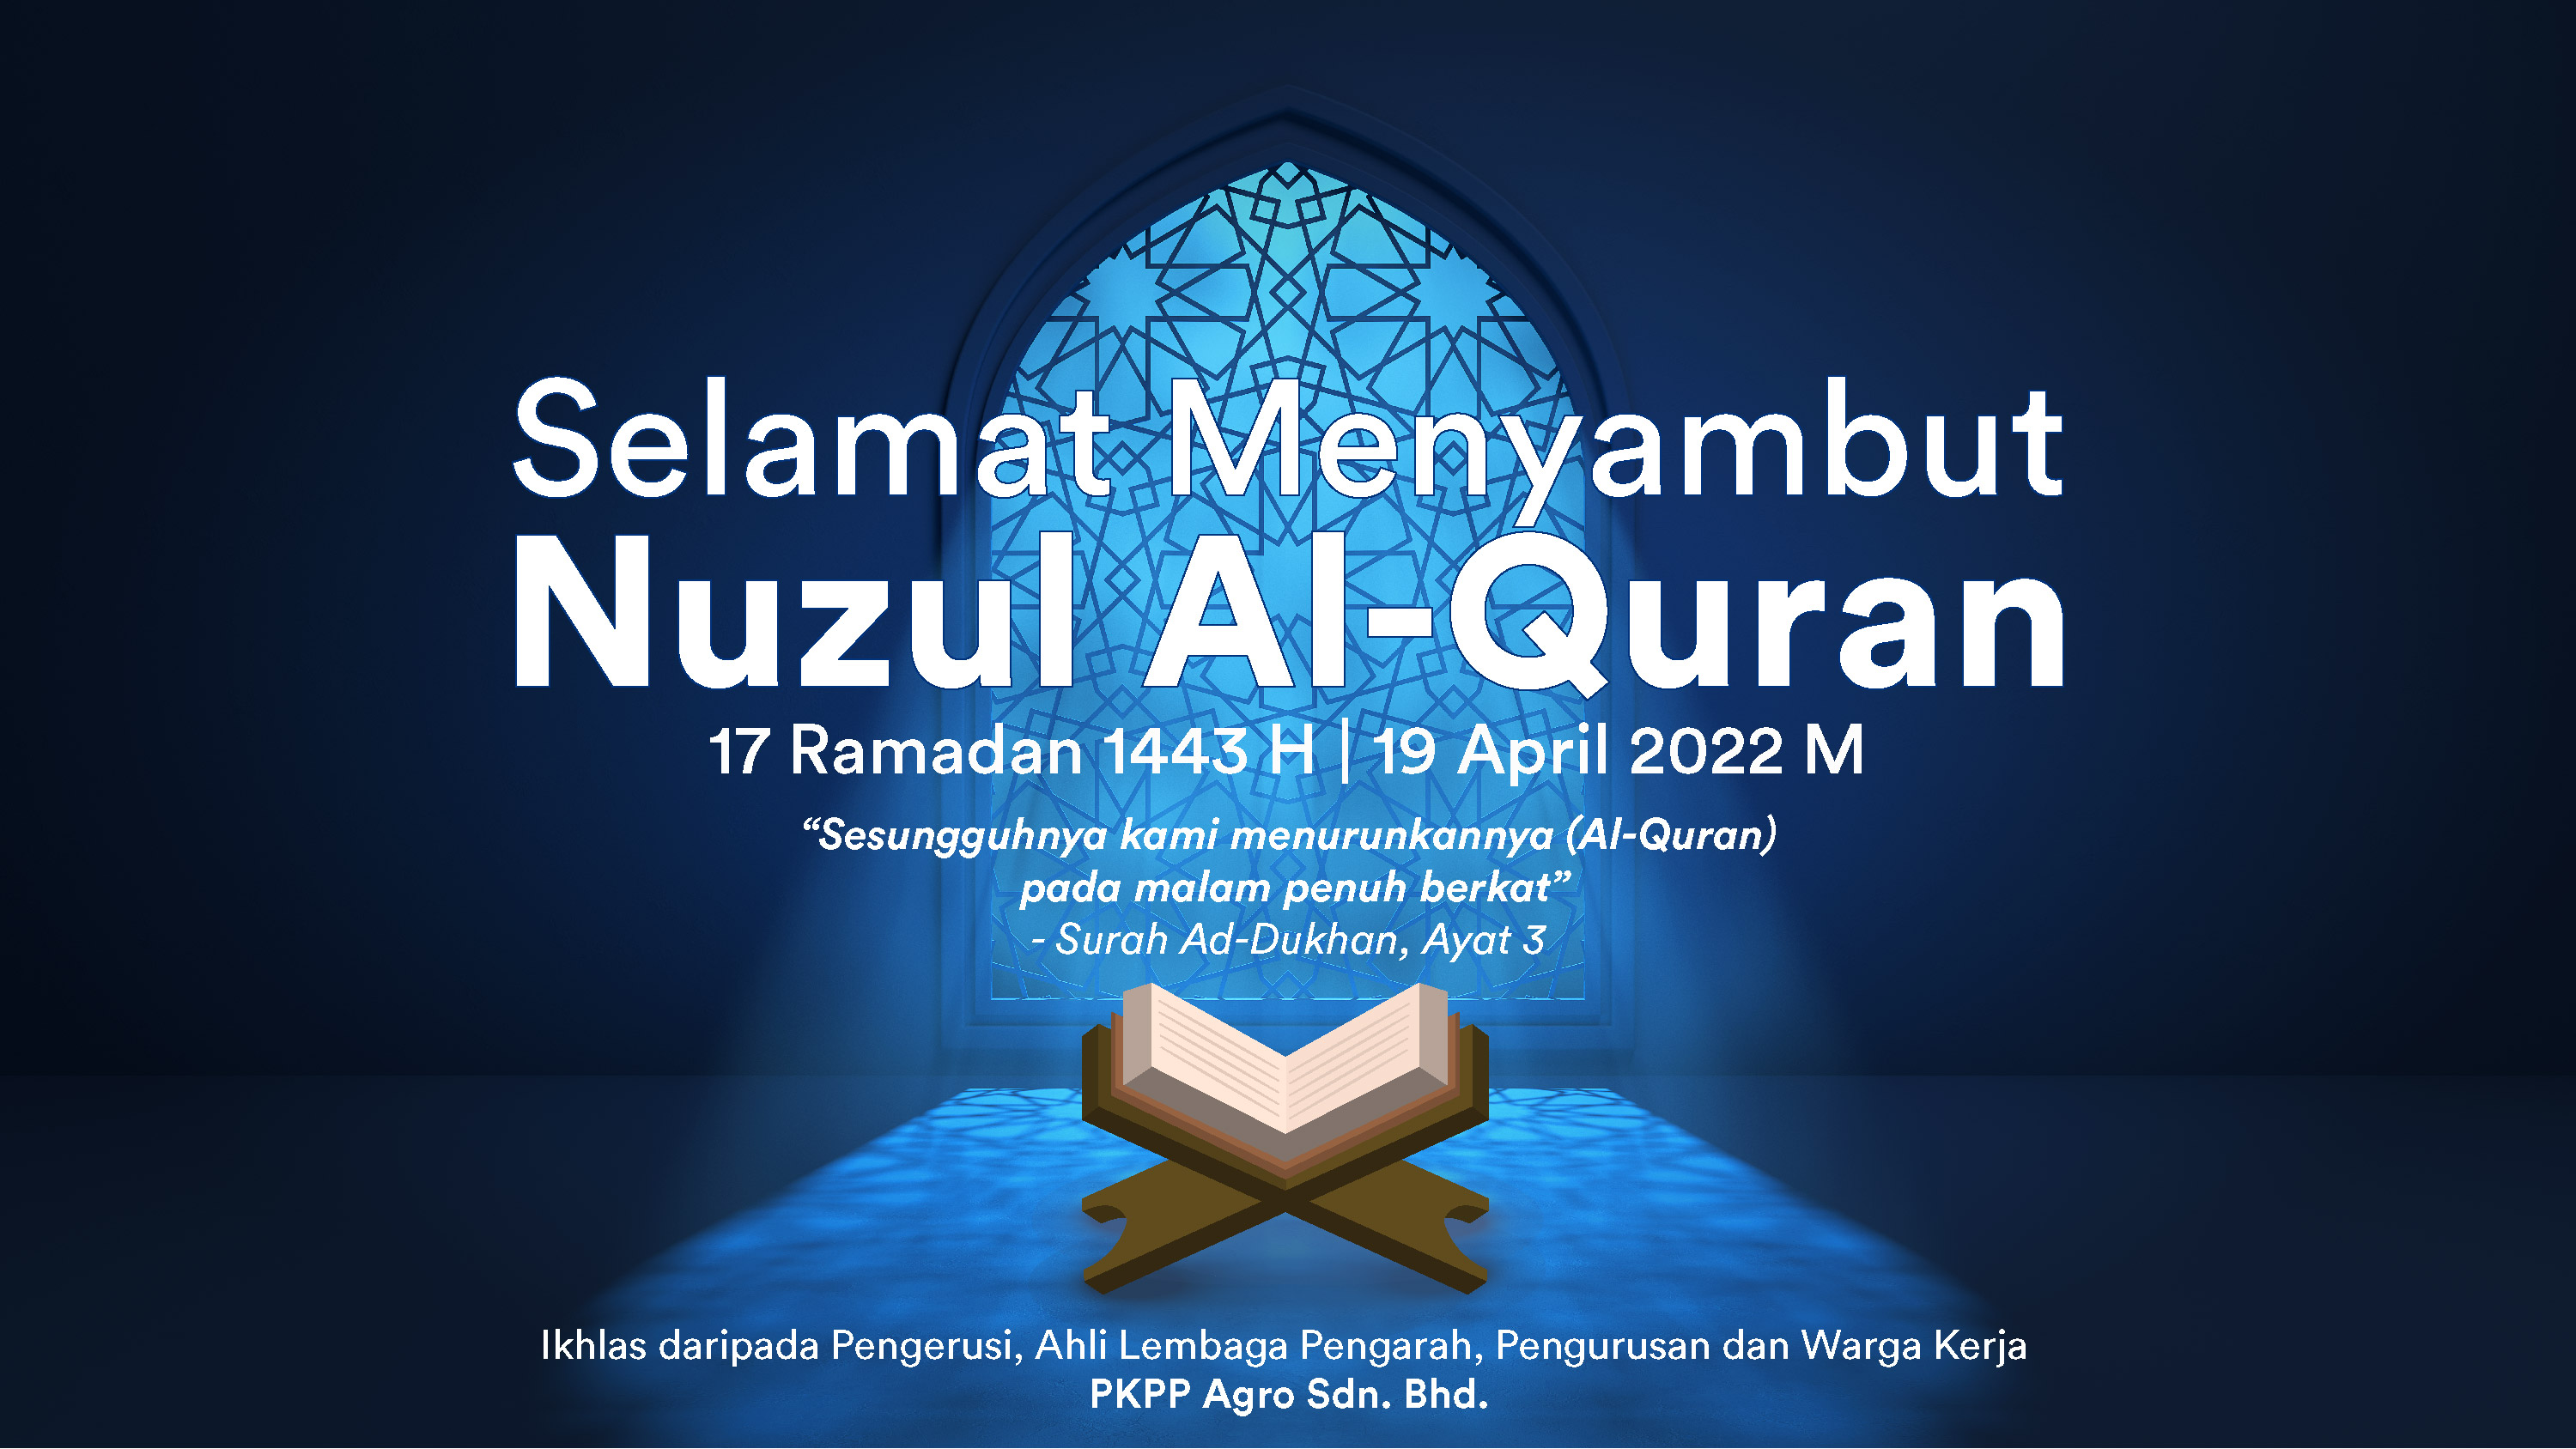 Selamat Menyambut
Nuzul Al-Quran
17 Ramadan 1443 H | 19 April 2022 M
“Sesungguhnya kami menurunkannya (Al-Quran)
pada malam penuh berkat”
- Surah Ad-Dukhan, Ayat 3
Ikhlas daripada Pengerusi, Ahli Lembaga Pengarah, Pengurusan dan Warga Kerja
PKPP Agro Sdn. Bhd.